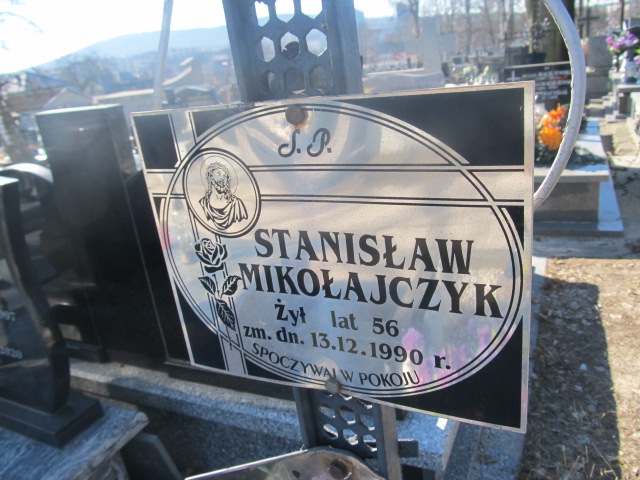 Ś. P.
STANISŁAW
MIKOŁAJCZYK
Żył lat 56
zm. dn. 13.12.1990 r.
SPOCZYWAJ W POKOJU